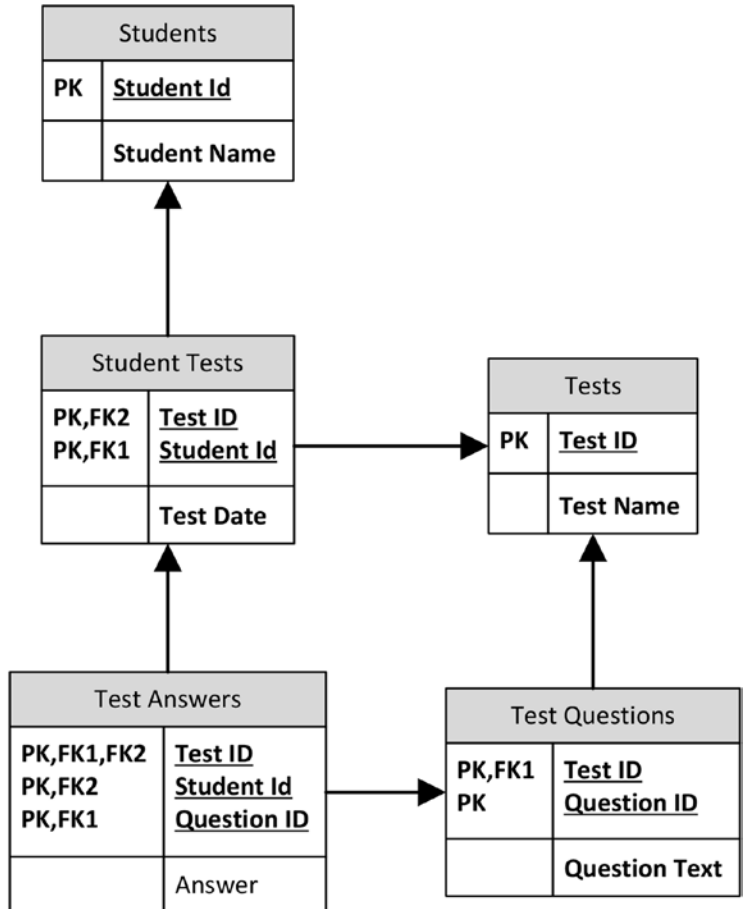 Students
PK Student Id
Student Name
Student Tests
PK,FK2 Test ID
PK,FK1 Student Id
Test Date
Tests
PK Test ID
Test Name
Test Answers
PK,FK1,FK2 Test ID
PK,FK2 Student Id
PK,FK1 Question ID
Answer
Test Questions
PK,FK1 Test ID
PK Question ID
Question Text